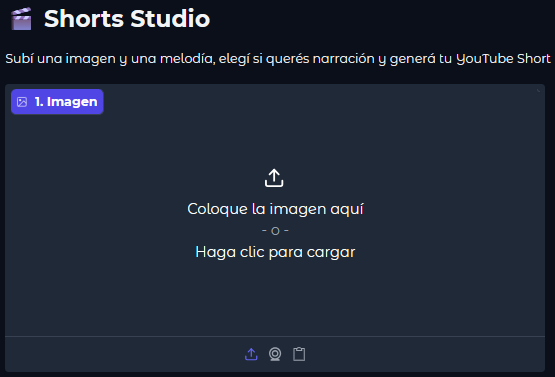 Shorts Studio
Subí una imagen y una melodía, elegí si querés narración y generá tu YouTube Short
1. Imagen
Coloque la imagen aquí
- o -
Haga clic para cargar